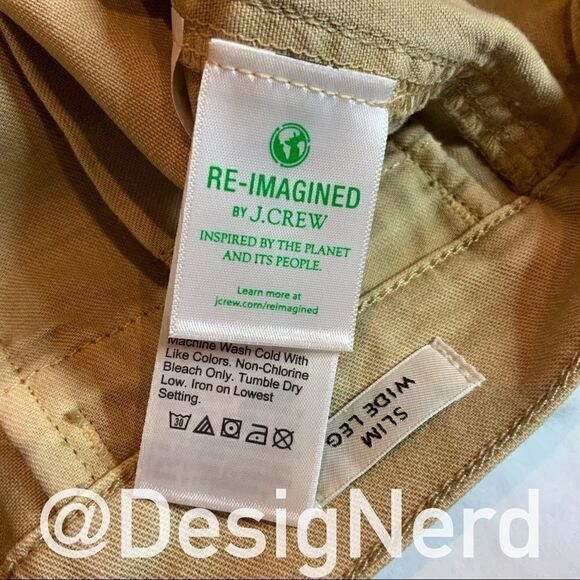 RE-IMAGINED
BY J.CREW
INSPIRED BY THE PLANET
AND ITS PEOPLE.
Learn more at
jcrew.com/reimagined
Machine Wash Cold With
Like Colors. Non-Chlorine
Bleach Only. Tumble Dry
Low. Iron on Lowest
Setting.
30
SLIM
WIDE LEG
@DesigNerd